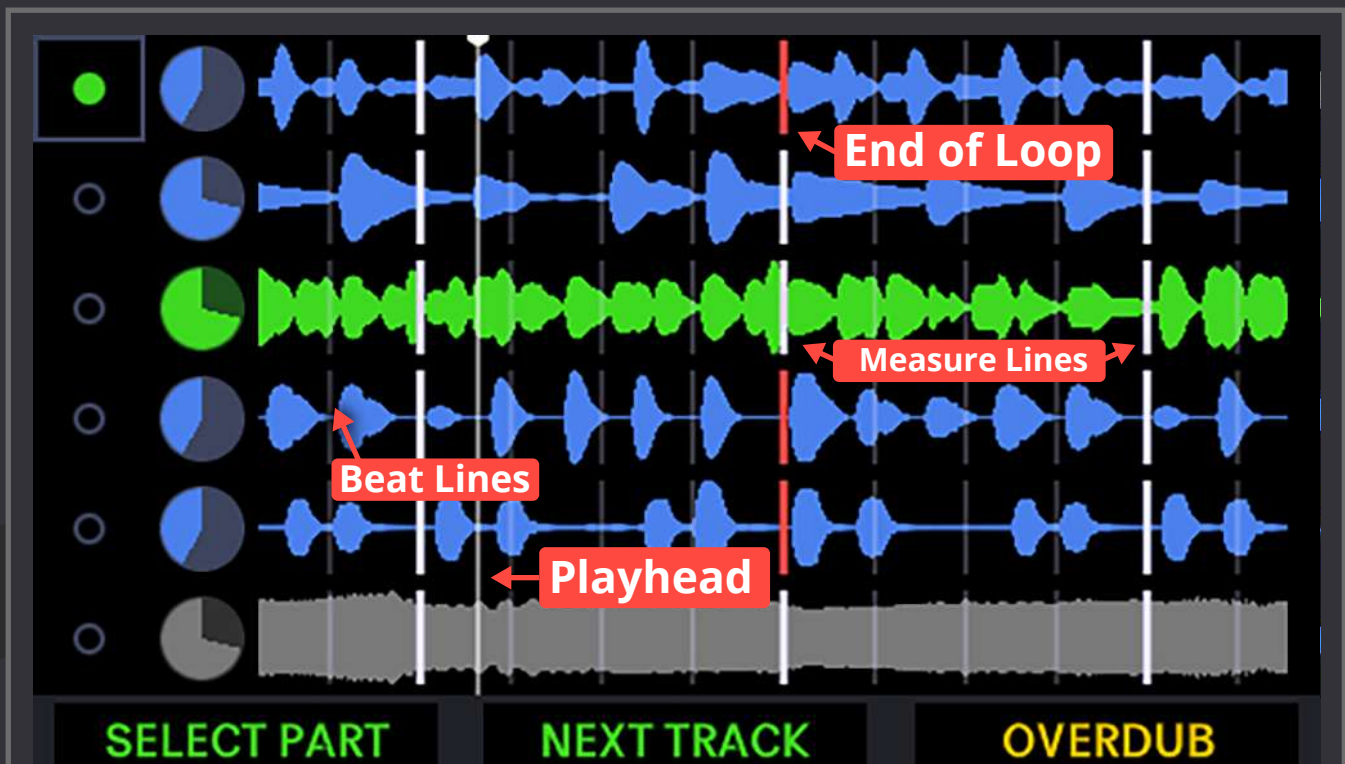 End of Loop
Measure Lines
Beat Lines
Playhead
SELECT PART
NEXT TRACK
OVERDUB